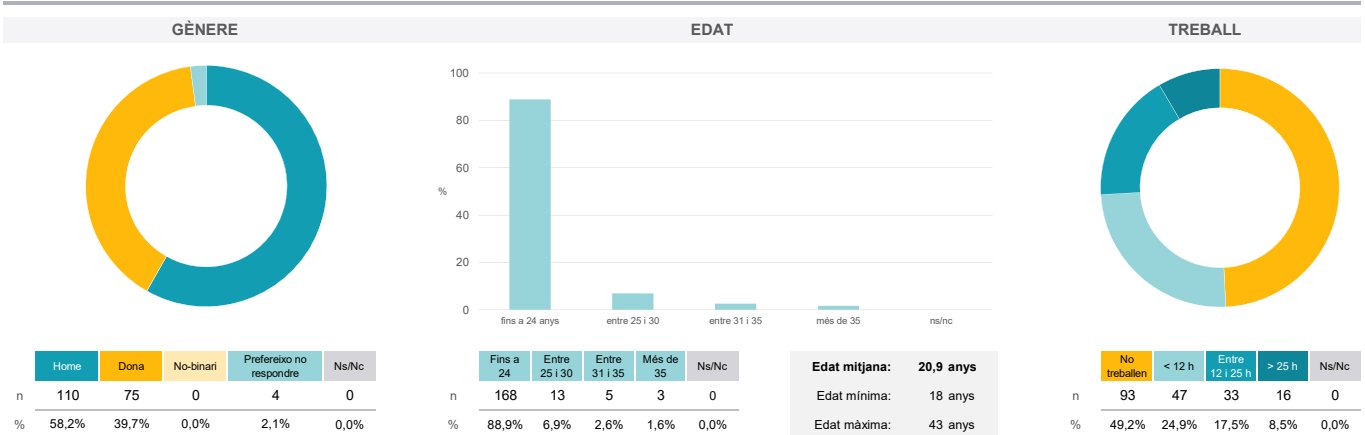 GÈNERE EDAT TREBALL
100
80
60
%
40
20
0
fins a 24 anys entre 25 i 30 entre 31 i 35 més de 35 ns/nc
Home Dona No-binari Prefereixo no respondre Ns/Nc
n 110 75 0 4 0
% 58,2% 39,7% 0,0% 2,1% 0,0%
Fins a 24 Entre 25 i 30 Entre 31 i 35 Més de 35 Ns/Nc
n 168 13 5 3 0
% 88,9% 6,9% 2,6% 1,6% 0,0%
Edat mitjana: 20,9 anys
Edat mínima: 18 anys
Edat màxima: 43 anys
No treballen < 12 h Entre 12 i 25 h > 25 h Ns/Nc
n 93 47 33 16 0
% 49,2% 24,9% 17,5% 8,5% 0,0%